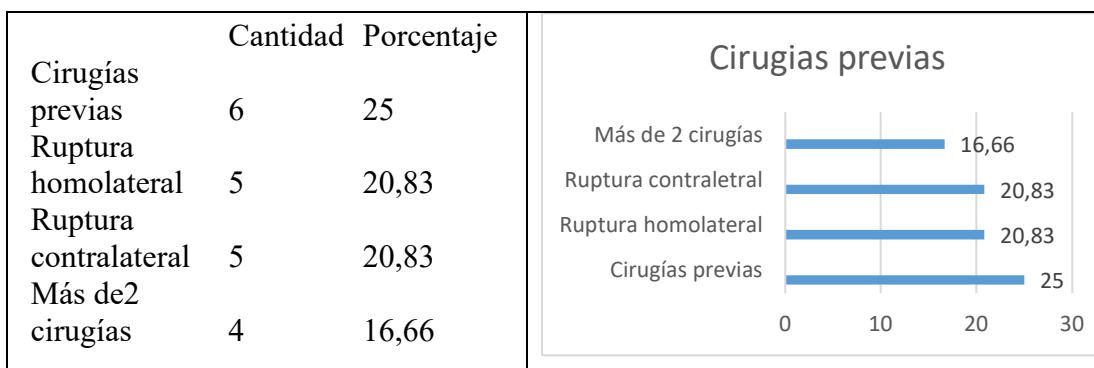 Cantidad Porcentaje
Cirugías
previas 6 25
Ruptura
homolateral 5 20,83
Ruptura
contralateral 5 20,83
Más de2
cirugías 4 16,66
Cirugias previas
Más de 2 cirugías 16,66
Ruptura contraletral 20,83
Ruptura homolateral 20,83
Cirugías previas 25
0 10 20 30